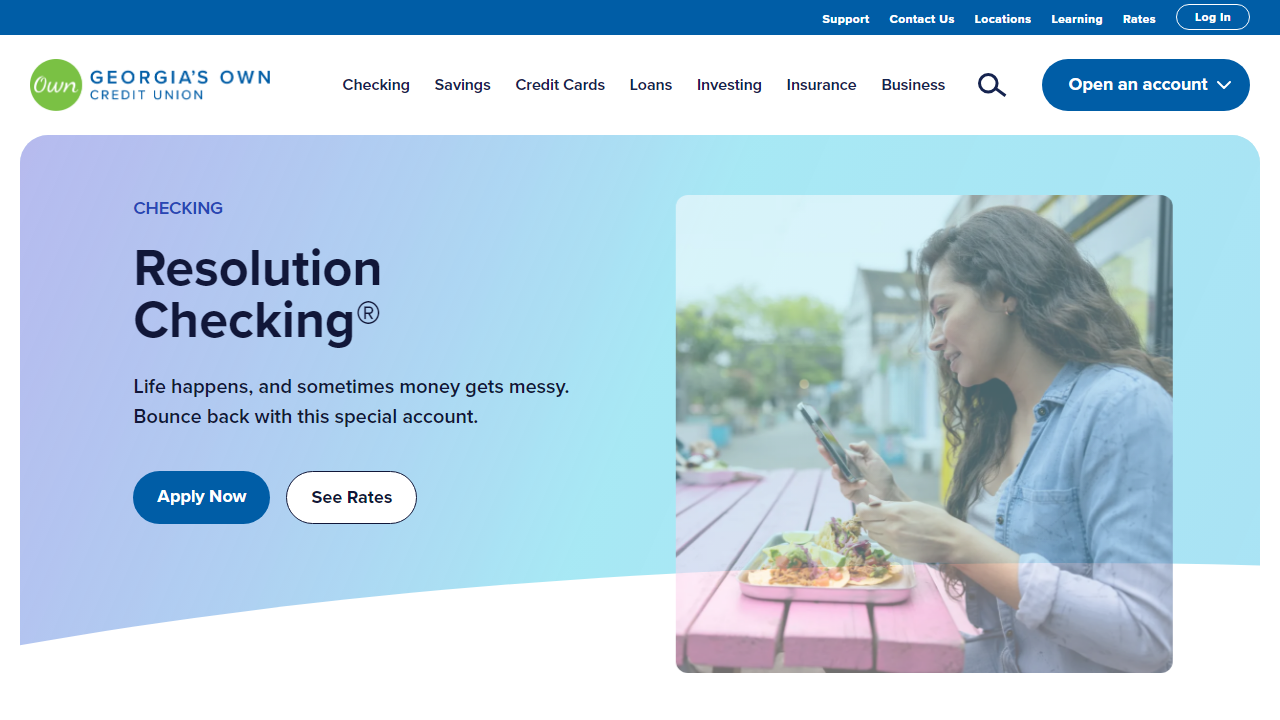 Support Contact Us Locations Learning Rates Log In
Own GEORGIA'S OWN
CREDIT UNION
Checking Savings Credit Cards Loans Investing Insurance Business Open an account
CHECKING
Resolution
Checking®
Life happens, and sometimes money gets messy.
Bounce back with this special account.
Apply Now See Rates